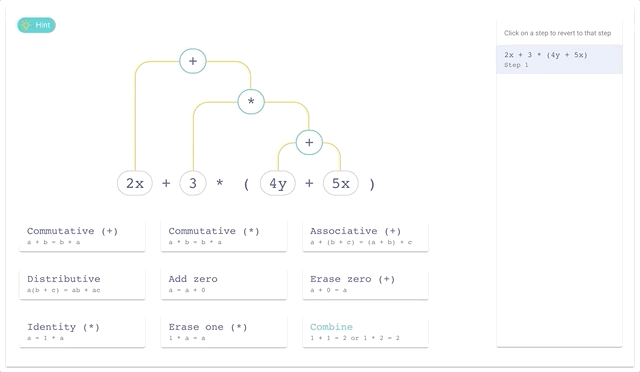 Hint
Click on a step to revert to that step
2x + 3 * (4y + 5x)
Step 1
+
*
+
2x + 3 * ( 4y + 5x )
Commutative (+)
a + b = b + a
Commutative (*)
a * b = b * a
Associative (+)
a + (b + c) = (a + b) + c
Distributive
a(b + c) = ab + ac
Add zero
a = a + 0
Erase zero (+)
a + 0 = a
Identity (*)
a = 1 * a
Erase one (*)
1 * a = a
Combine
1 + 1 = 2 or 1 * 2 = 2